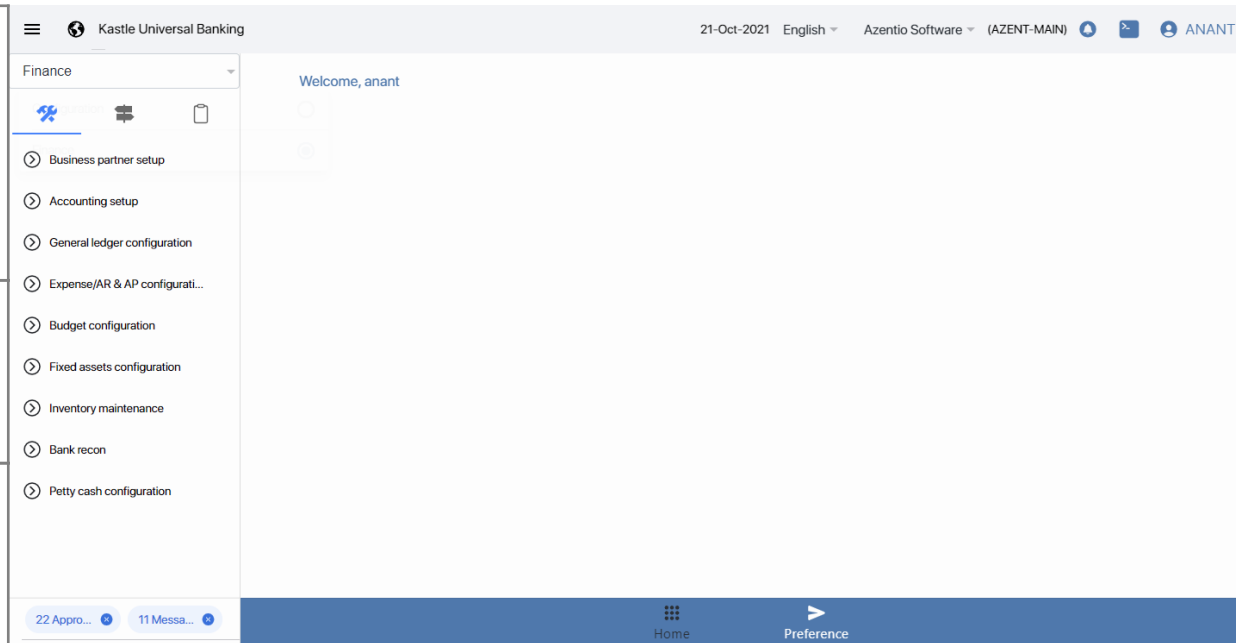 Kastle Universal Banking
21-Oct-2021 English Azentio Software (AZENT-MAIN) ANANT
Finance
Welcome, anant
Business partner setup
Accounting setup
General ledger configuration
Expense/AR & AP configurati...
Budget configuration
Fixed assets configuration
Inventory maintenance
Bank recon
Petty cash configuration
22 Appro... 11 Messa...
Home
Preference